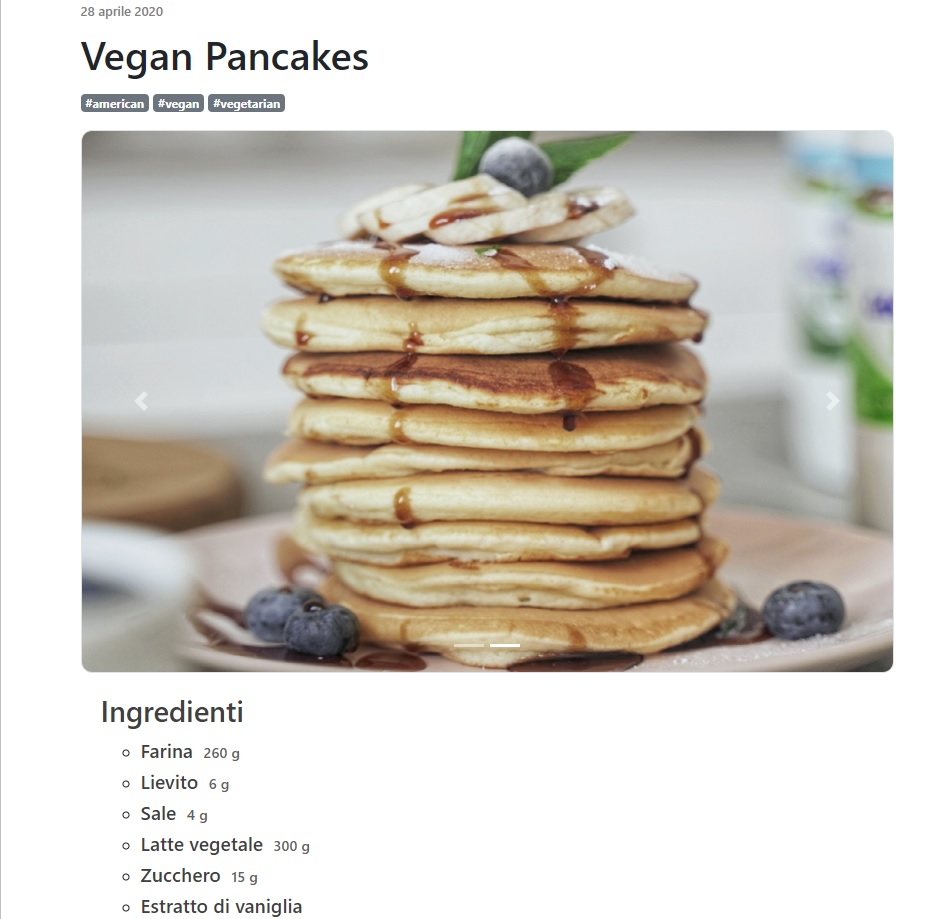 28 aprile 2020
Vegan Pancakes
#american #vegan #vegetarian
Ingredienti
Farina 260 g
Lievito 6 g
Sale 4 g
Latte vegetale 300 g
Zucchero 15 g
Estratto di vaniglia